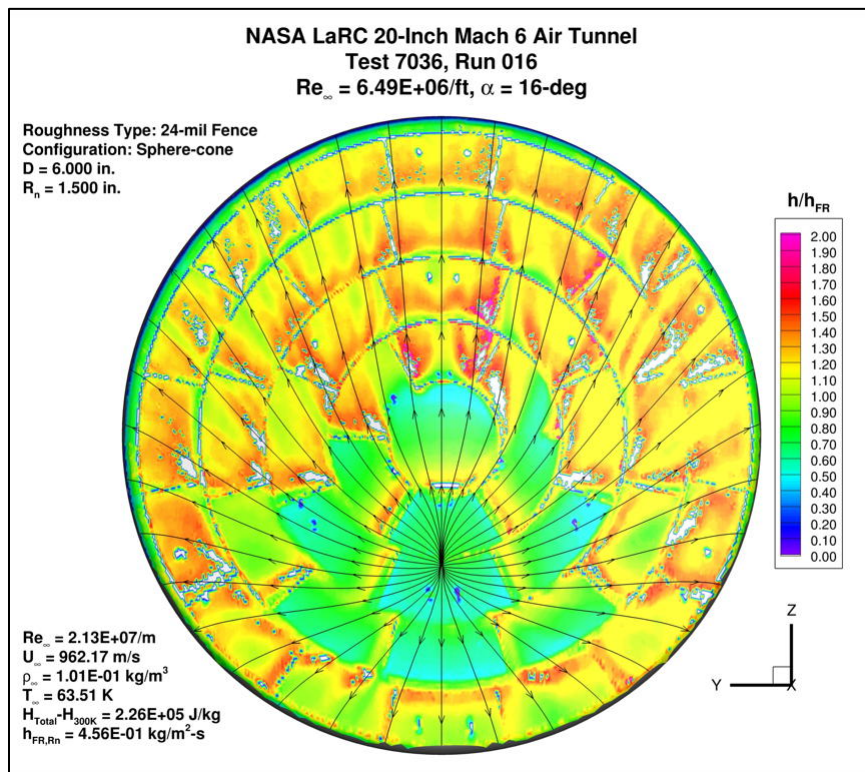 NASA LaRC 20-Inch Mach 6 Air Tunnel
Test 7036, Run 016
Re∞ = 6.49E+06/ft, α = 16-deg
Roughness Type: 24-mil Fence
Configuration: Sphere-cone
D = 6.000 in.
Rn = 1.500 in.
h/hFR
2.00
1.90
1.80
1.70
1.60
1.50
1.40
1.30
1.20
1.10
1.00
0.90
0.80
0.70
0.60
0.50
0.40
0.30
0.20
0.10
0.00
Z
Y
X
Re∞ = 2.13E+07/m
U∞ = 962.17 m/s
ρ∞ = 1.01E-01 kg/m³
T∞ = 63.51 K
HTotal-H300K = 2.26E+05 J/kg
hFR,Rn = 4.56E-01 kg/m²-s